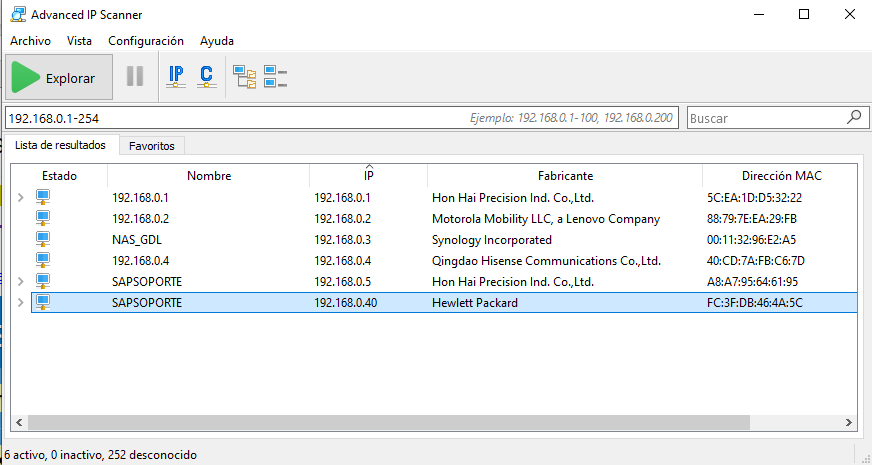 Advanced IP Scanner
Archivo Vista Configuración Ayuda
Explorar IP C
192.168.0.1-254 Ejemplo: 192.168.0.1-100, 192.168.0.200 Buscar
Lista de resultados Favoritos
Estado Nombre IP Fabricante Dirección MAC
192.168.0.1 192.168.0.1 Hon Hai Precision Ind. Co.,Ltd. 5C:EA:1D:D5:32:22
192.168.0.2 192.168.0.2 Motorola Mobility LLC, a Lenovo Company 88:79:7E:EA:29:FB
NAS_GDL 192.168.0.3 Synology Incorporated 00:11:32:96:E2:A5
192.168.0.4 192.168.0.4 Qingdao Hisense Communications Co.,Ltd. 40:CD:7A:FB:C6:7D
SAPSOPORTE 192.168.0.5 Hon Hai Precision Ind. Co.,Ltd. A8:A7:95:64:61:95
SAPSOPORTE 192.168.0.40 Hewlett Packard FC:3F:DB:46:4A:5C
6 activo, 0 inactivo, 252 desconocido